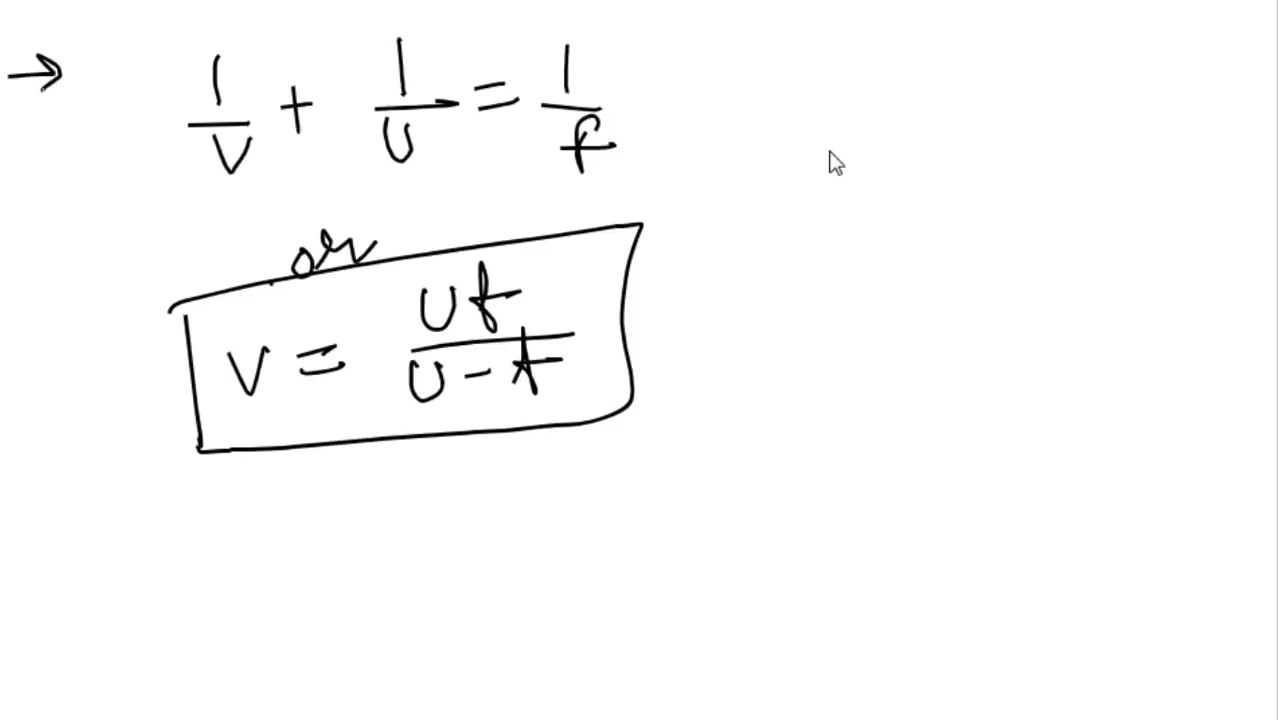 → 1/v + 1/u = 1/f
or
v = uf/u - f